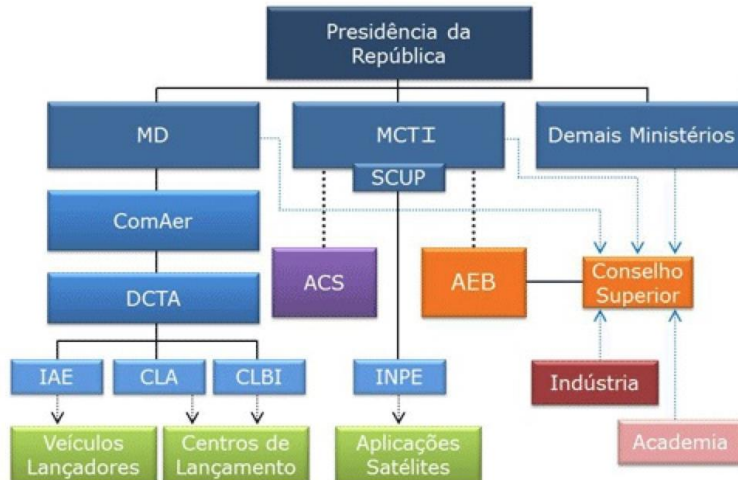 Presidência da
República
MD
MCTI
Demais Ministérios
SCUP
ComAer
ACS
AEB
Conselho
Superior
DCTA
IAE
CLA
CLBI
INPE
Indústria
Veículos
Lançadores
Centros de
Lançamento
Aplicações
Satélites
Academia